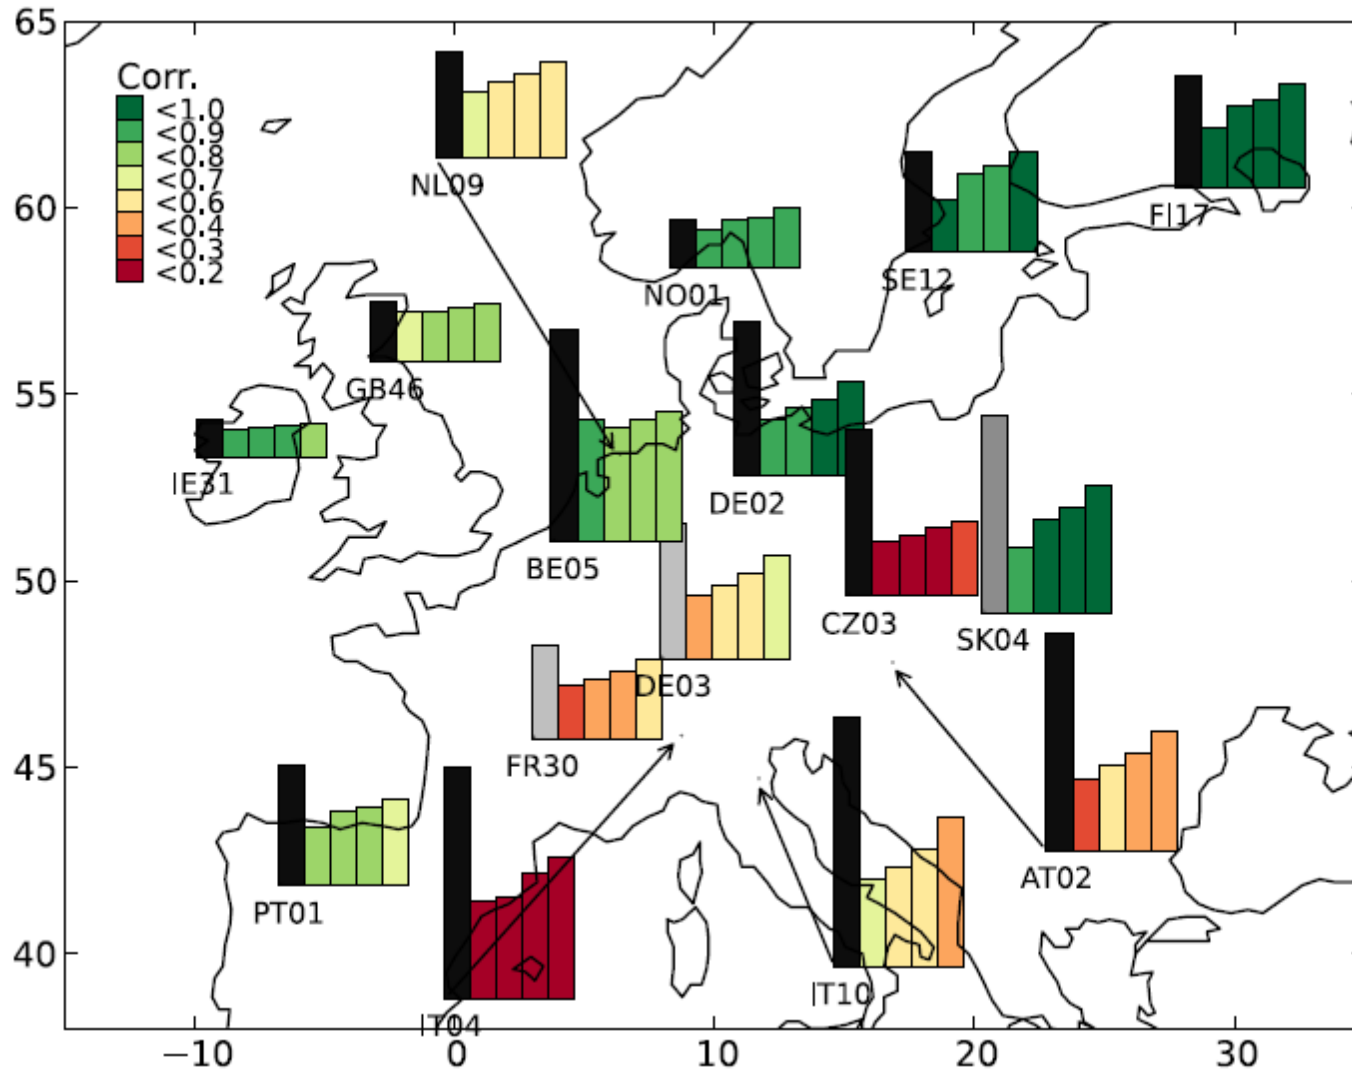 65
Corr.
<1.0
<0.9
<0.8
<0.7
<0.6
<0.4
<0.3
<0.2
NL09
60
FI17
SE12
NO01
GB46
55
IE31
DE02
BE05
50
CZ03
SK04
DE03
45
FR30
AT02
PT01
40
IT10
IT04
−10
0
10
20
30